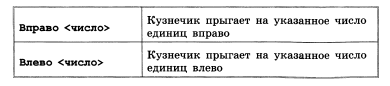 Вправо <число>
Кузнечик прыгает на указанное число
единиц вправо
Влево <число>
Кузнечик прыгает на указанное число
единиц влево